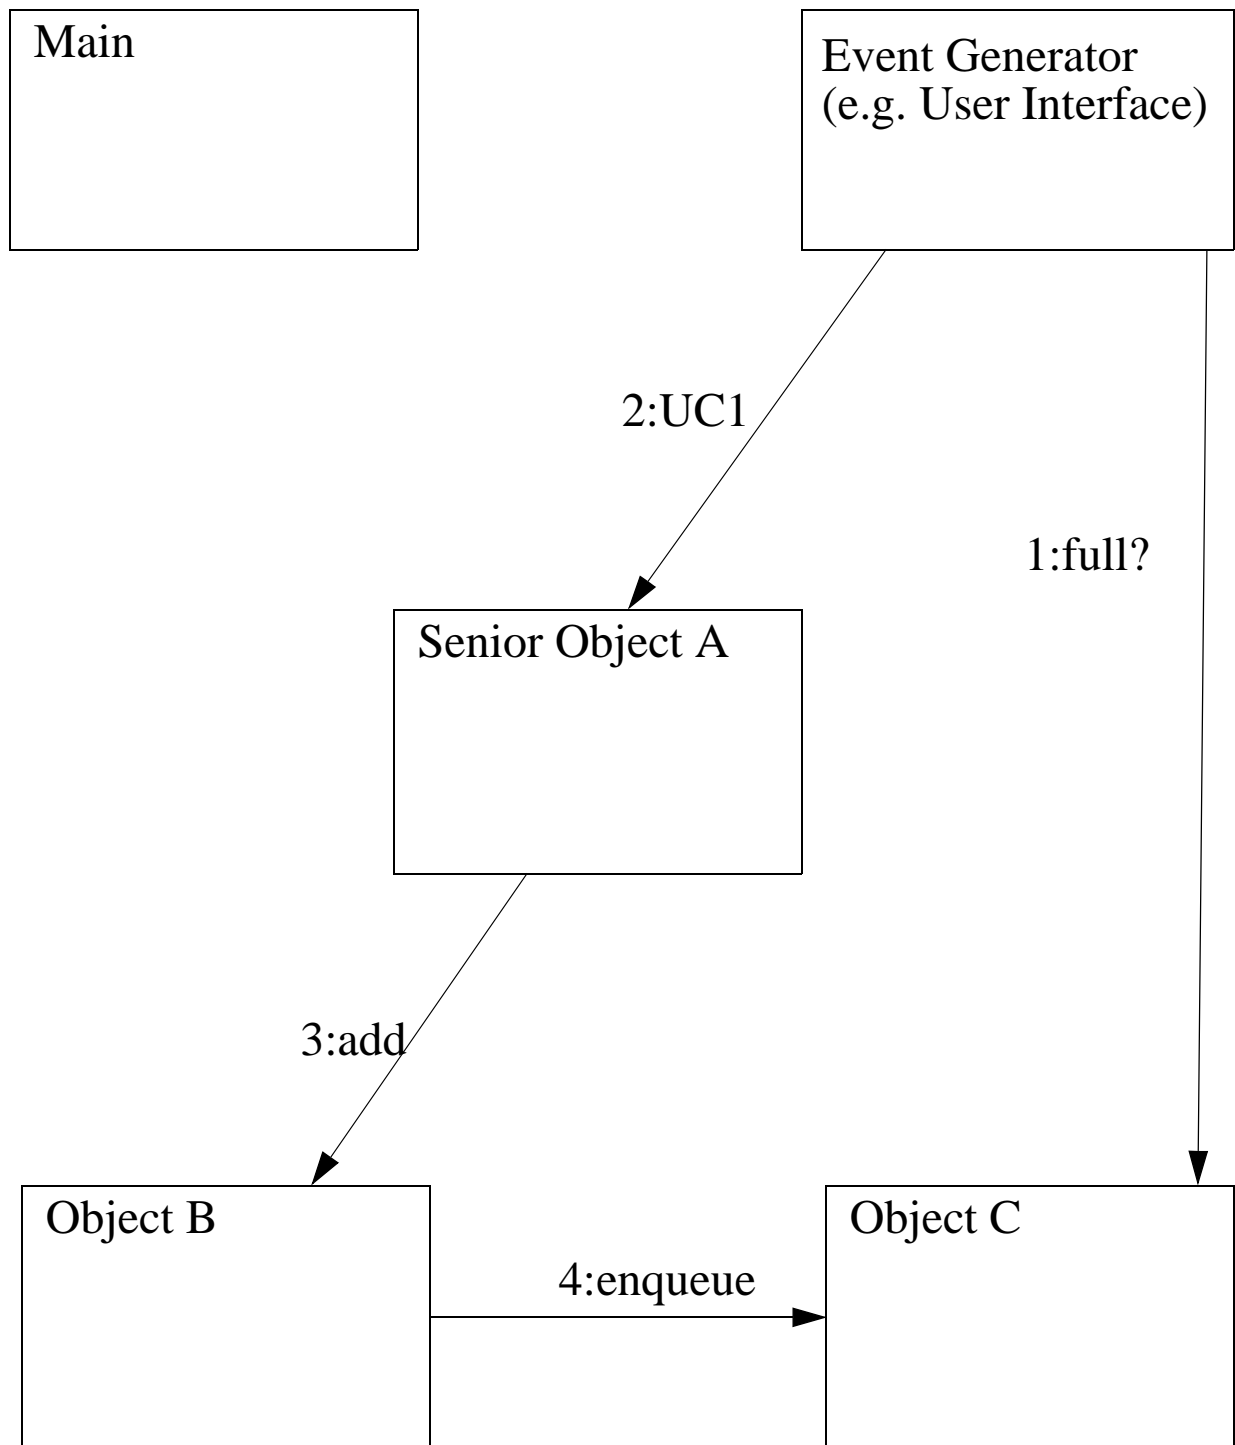 Main
Event Generator
(e.g. User Interface)
2:UC1
1:full?
Senior Object A
3:add
Object B
Object C
4:enqueue